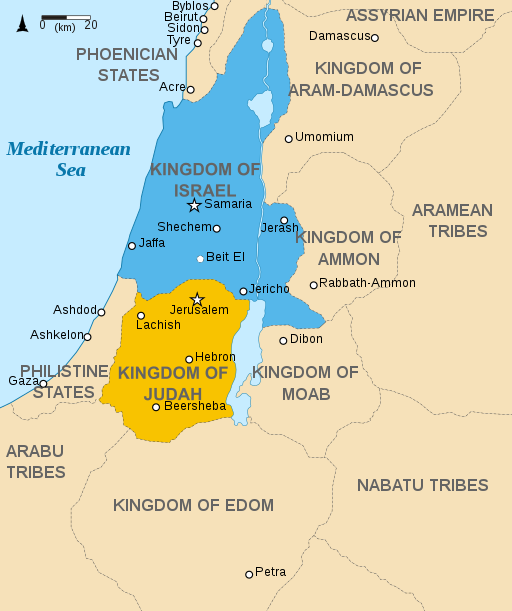 Byblos
0 20
(km)
Beirut
Sidon
Tyre
ASSYRIAN EMPIRE
Damascus
PHOENICIAN
STATES
KINGDOM OF
ARAM-DAMASCUS
Acre
Umomium
Mediterranean
Sea
KINGDOM OF
ISRAEL
Samaria
ARAMEAN
TRIBES
Shechem
Jerash
KINGDOM OF
AMMON
Jaffa
Beit El
Rabbath-Ammon
Jericho
Jerusalem
Ashdod
Lachish
Ashkelon
Dibon
Hebron
PHILISTINE
STATES
Gaza
KINGDOM OF
JUDAH
KINGDOM OF
MOAB
Beersheba
ARABU
TRIBES
NABATU TRIBES
KINGDOM OF EDOM
Petra